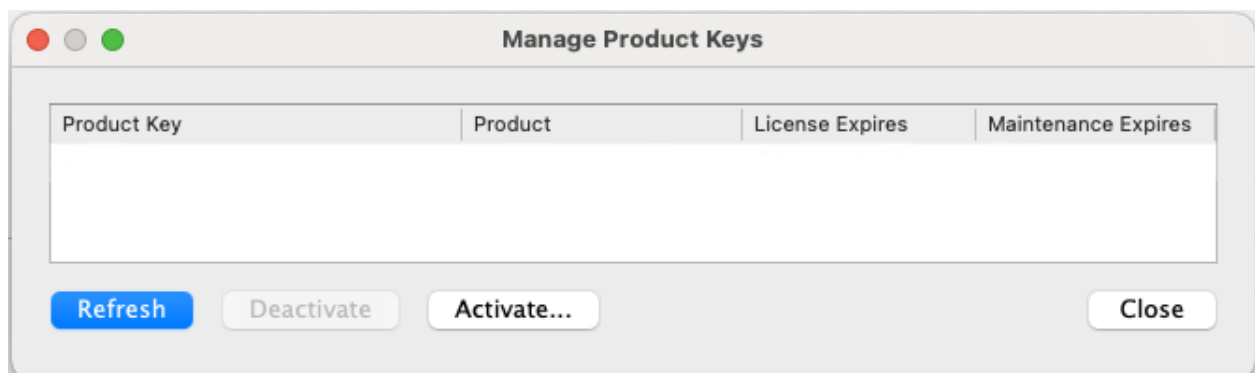 Manage Product Keys
Product Key Product License Expires Maintenance Expires
Refresh Deactivate Activate... Close